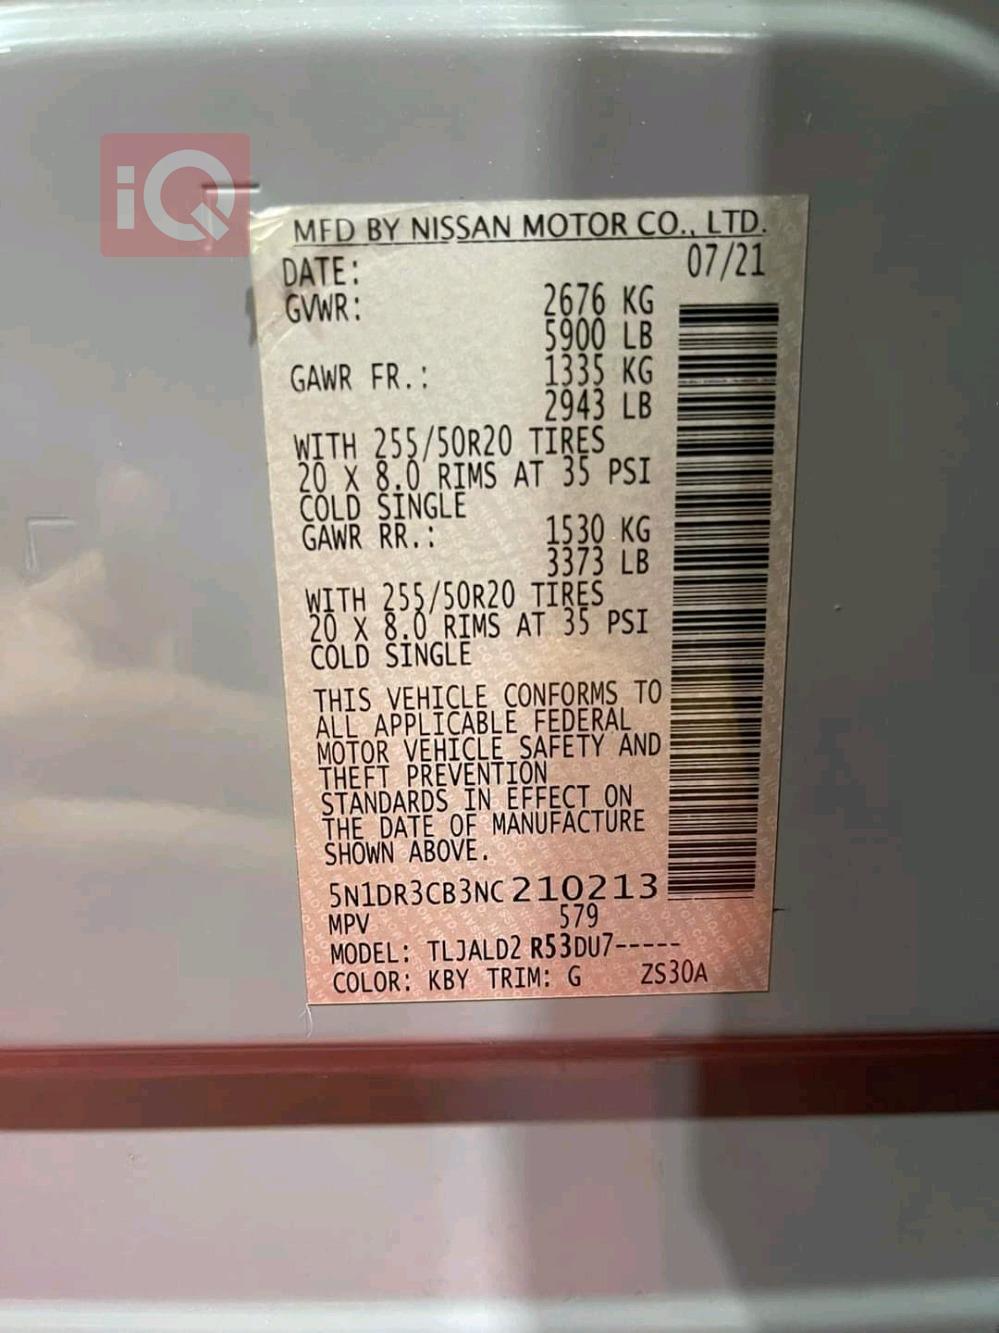 iQ
MFD BY NISSAN MOTOR CO., LTD.
DATE: 07/21
GVWR: 2676 KG
5900 LB
GAWR FR.: 1335 KG
2943 LB
WITH 255/50R20 TIRES
20 X 8.0 RIMS AT 35 PSI
COLD SINGLE
GAWR RR.: 1530 KG
3373 LB
WITH 255/50R20 TIRES
20 X 8.0 RIMS AT 35 PSI
COLD SINGLE
THIS VEHICLE CONFORMS TO
ALL APPLICABLE FEDERAL
MOTOR VEHICLE SAFETY AND
THEFT PREVENTION
STANDARDS IN EFFECT ON
THE DATE OF MANUFACTURE
SHOWN ABOVE.
5N1DR3CB3NC210213
MPV 579
MODEL: TLJALD2 R53DU7-----
COLOR: KBY TRIM: G ZS30A